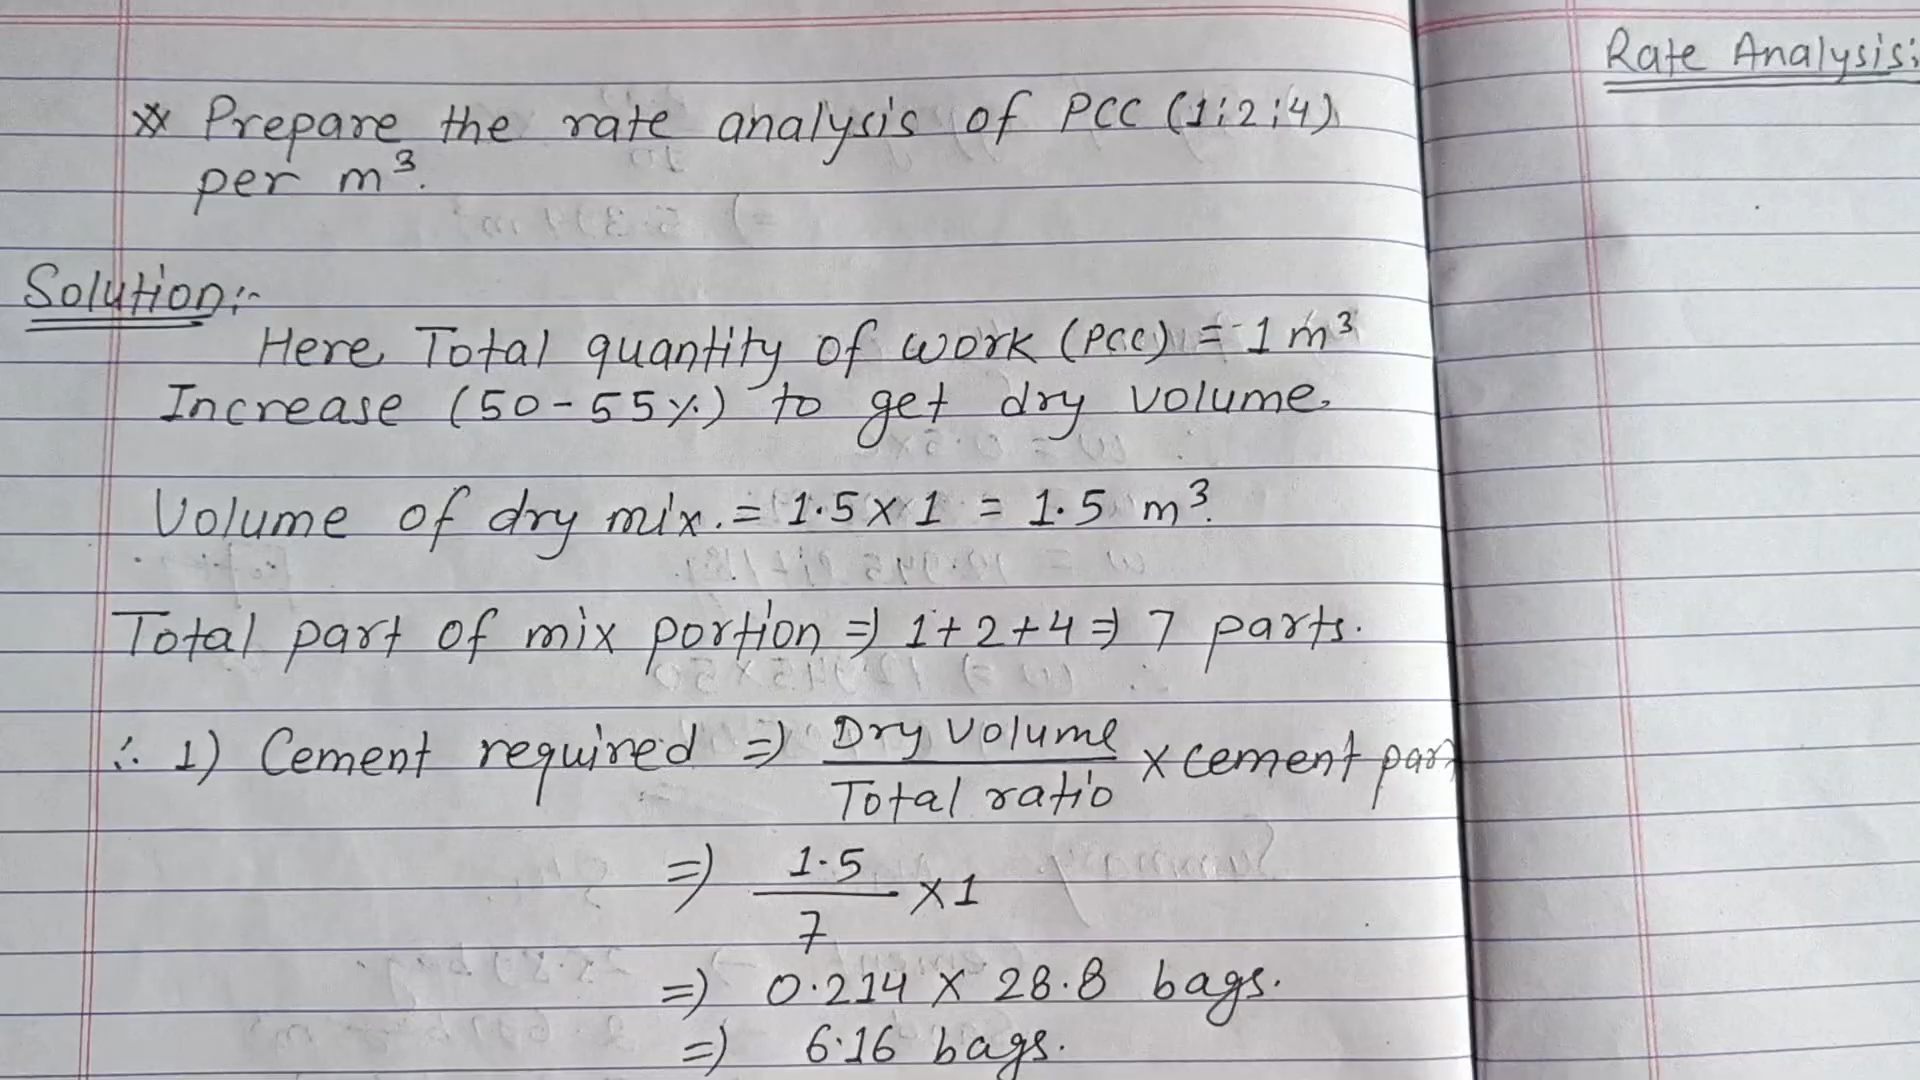 Rate Analysis:
** Prepare the rate analysis of PCC (1:2:4)
per m³.
Solution:-
Here Total quantity of work (PCC) = 1 m³
Increase (50-55%) to get dry volume.
Volume of dry mix. = 1.5 x 1 = 1.5 m³.
Total part of mix portion ⇒ 1+2+4 ⇒ 7 parts.
∴ 1) Cement required ⇒ Dry volume / Total ratio x cement part
⇒ 1.5 / 7 x 1
⇒ 0.214 x 28.8 bags.
⇒ 6.16 bags.